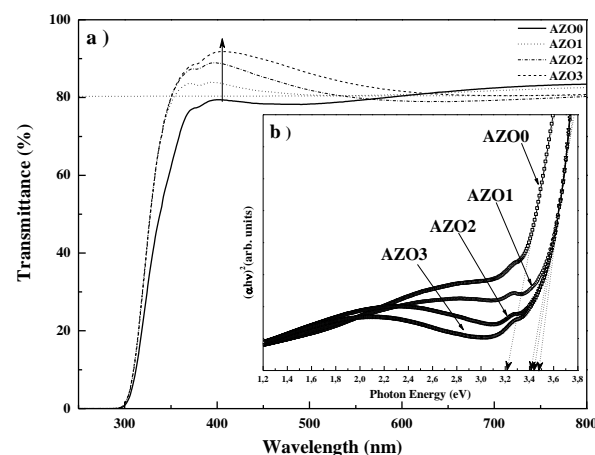 a )
AZO0
AZO1
AZO2
AZO3
100
80
60
40
20
0
Transmittance (%)
250 300 400 500 600 700 800
Wavelength (nm)
b )
AZO0
AZO1
AZO2
AZO3
(αhν)² (arb. units)
1,2 1,4 1,6 1,8 2,0 2,2 2,4 2,6 2,8 3,0 3,2 3,4 3,6 3,8
Photon Energy (eV)